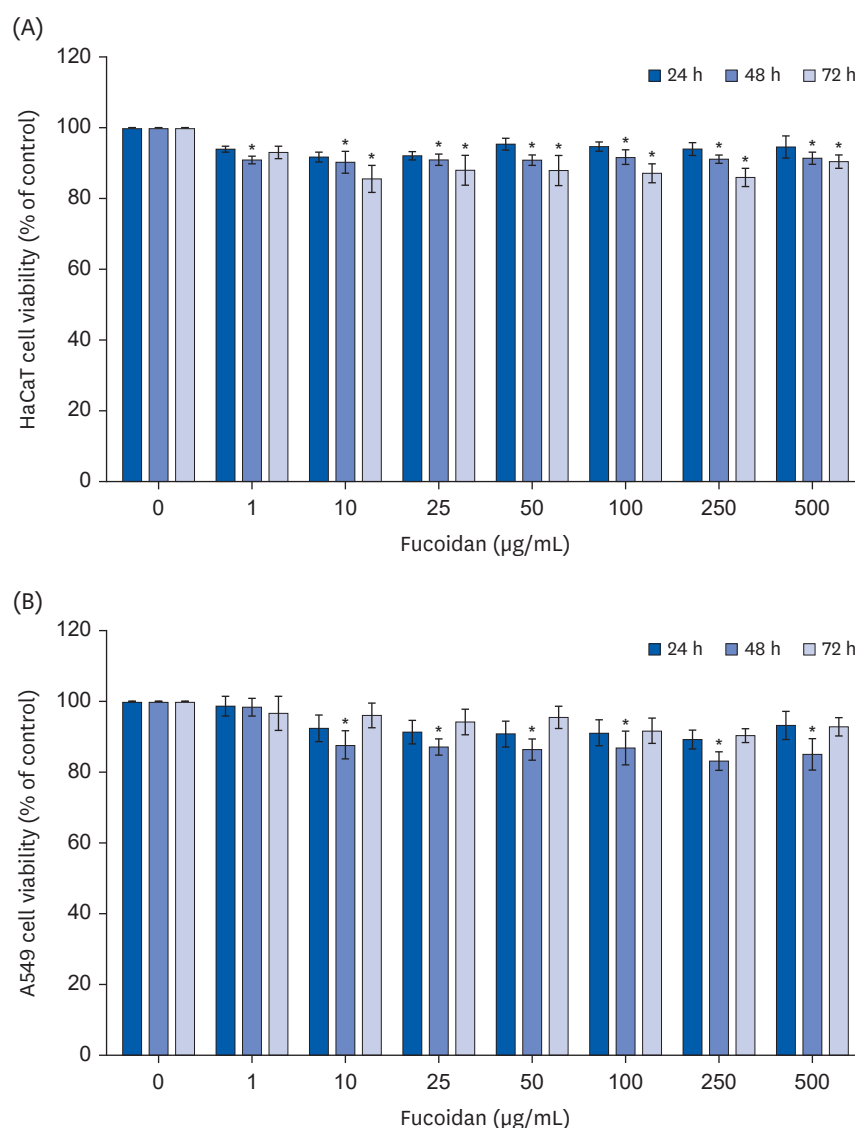 (A)
120
24 h 48 h 72 h
* * * * * * * * * * * * *
100
80
60
40
20
0
HaCaT cell viability (% of control)
0 1 10 25 50 100 250 500
Fucoidan (µg/mL)
(B)
120
24 h 48 h 72 h
* * * * * *
100
80
60
40
20
0
A549 cell viability (% of control)
0 1 10 25 50 100 250 500
Fucoidan (µg/mL)